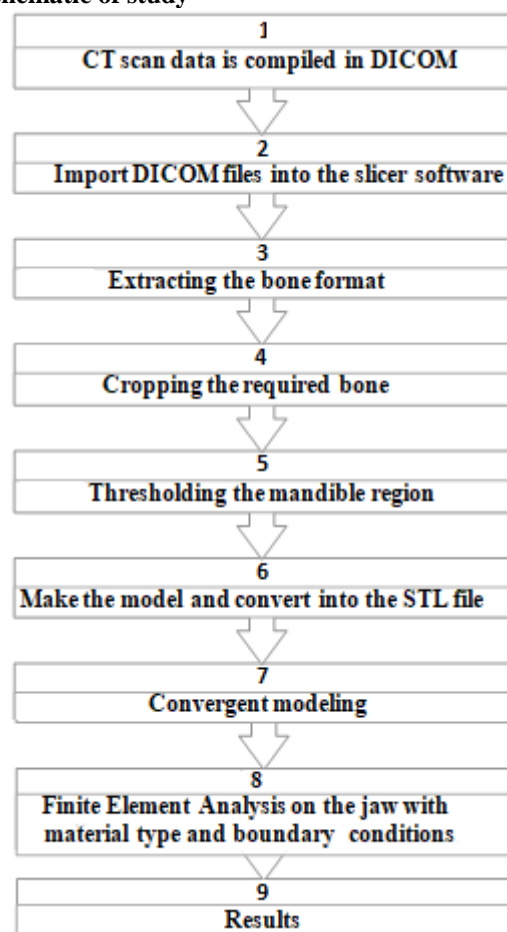 schematic of study
1
CT scan data is compiled in DICOM
2
Import DICOM files into the slicer software
3
Extracting the bone format
4
Cropping the required bone
5
Thresholding the mandible region
6
Make the model and convert into the STL file
7
Convergent modeling
8
Finite Element Analysis on the jaw with
material type and boundary conditions
9
Results